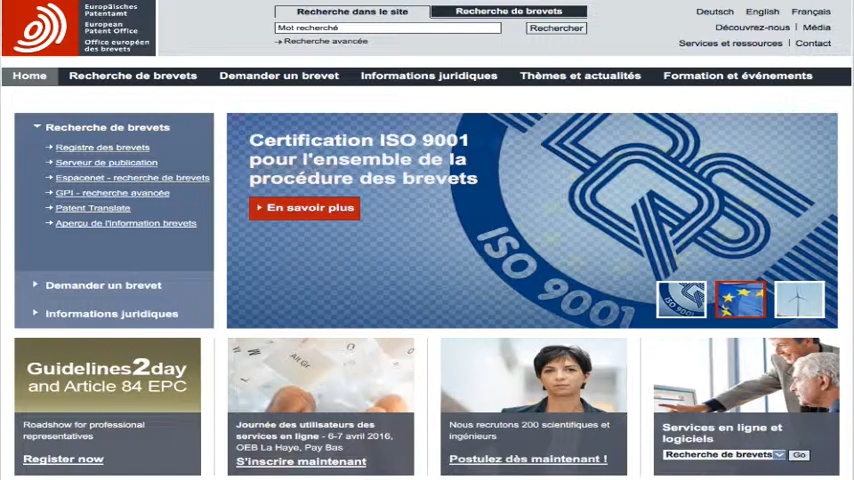 Europäisches
Patentamt
European
Patent Office
Office européen
des brevets
Recherche dans le site
Recherche de brevets
Mot recherché
Rechercher
Recherche avancée
Deutsch English Français
Découvrez-nous | Média
Services et ressources | Contact
Home Recherche de brevets Demander un brevet Informations juridiques Thèmes et actualités Formation et événements
Recherche de brevets
Registre des brevets
Serveur de publication
Espacenet - recherche de brevets
GPI - recherche avancée
Patent Translate
Aperçu de l'information brevets
Demander un brevet
Informations juridiques
Certification ISO 9001
pour l'ensemble de la
procédure des brevets
En savoir plus
DQS
ISO 9001
ISO 9001
Guidelines2day
and Article 84 EPC
Roadshow for professional
representatives
Register now
Alt Gr
Journée des utilisateurs des
services en ligne - 6-7 avril 2016,
OEB La Haye, Pay Bas
S'inscrire maintenant
Nous recrutons 200 scientifiques et
ingénieurs
Postulez dès maintenant !
Services en ligne et
logiciels
Recherche de brevets
Go